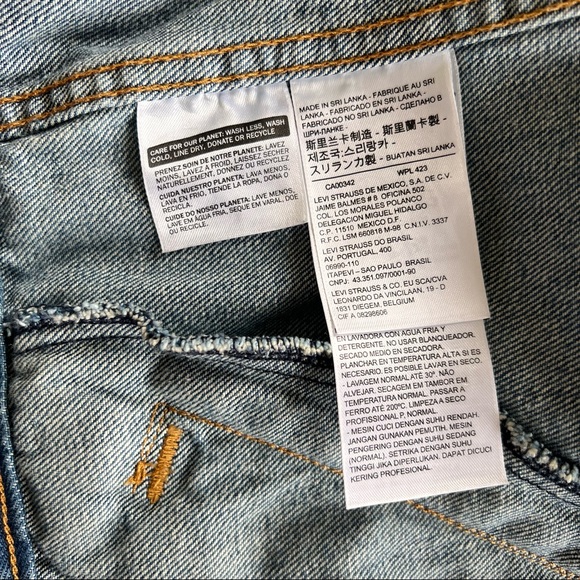 CARE FOR OUR PLANET: WASH LESS, WASH
COLD, LINE DRY, DONATE OR RECYCLE
PRENEZ SOIN DE NOTRE PLANETE: LAVEZ
MOINS, LAVEZ À FROID, LAISSEZ SÉCHER
NATURELLEMENT, DONNEZ OU RECYCLEZ
CUIDA NUESTRO PLANETA: LAVA MENOS,
LAVA EN FRIO, TIENDE LA ROPA, DONA O
RECICLA.
CUIDE DO NOSSO PLANETA: LAVE MENOS,
LAVE EM ÁGUA FRIA, SEQUE EM VARAL, DOE
OU RECICLE.
MADE IN SRI LANKA - FABRIQUE AU SRI
LANKA - FABRICADO EN SRI LANKA -
FABRICADO NO SRI LANKA - СДЕЛАНО В
ШРИ-ЛАНКЕ -
斯里兰卡制造 - 斯里蘭卡製 -
제조국:스리랑카 -
スリランカ製 - BUATAN SRI LANKA
CA00342 WPL 423
LEVI STRAUSS DE MEXICO, S.A. DE C.V.
JAIME BALMES # 8 OFICINA 502
COL. LOS MORALES POLANCO
DELEGACION MIGUEL HIDALGO
C.P. 11510 MEXICO D.F.
R.F.C. LSM 660818 M-98 C.N.I.V. 3337
LEVI STRAUSS DO BRASIL
AV. PORTUGAL, 400
06990-110
ITAPEVI – SAO PAULO BRASIL
CNPJ: 43.351.097/0001-90
LEVI STRAUSS & CO. EU SCA/CVA
LEONARDO DA VINCILAAN, 19 - D
1831 DIEGEM, BELGIUM
CIF A 08298606
EN LAVADORA CON AGUA FRIA Y
DETERGENTE. NO USAR BLANQUEADOR.
SECADO MEDIO EN SECADORA.
PLANCHAR EN TEMPERATURA ALTA SI ES
NECESARIO. ES POSIBLE LAVAR EN SECO.
- LAVAGEM NORMAL ATÉ 30º. NÃO
ALVEJAR. SECAGEM EM TAMBOR EM
TEMPERATURA NORMAL. PASSAR A
FERRO ATÉ 200ºC. LIMPEZA A SECO
PROFISSIONAL P. NORMAL.
- MESIN CUCI DENGAN SUHU RENDAH.
JANGAN GUNAKAN PEMUTIH. MESIN
PENGERING DENGAN SUHU SEDANG
(NORMAL). SETRIKA DENGAN SUHU
TINGGI JIKA DIPERLUKAN. DAPAT DICUCI
KERING PROFESIONAL.